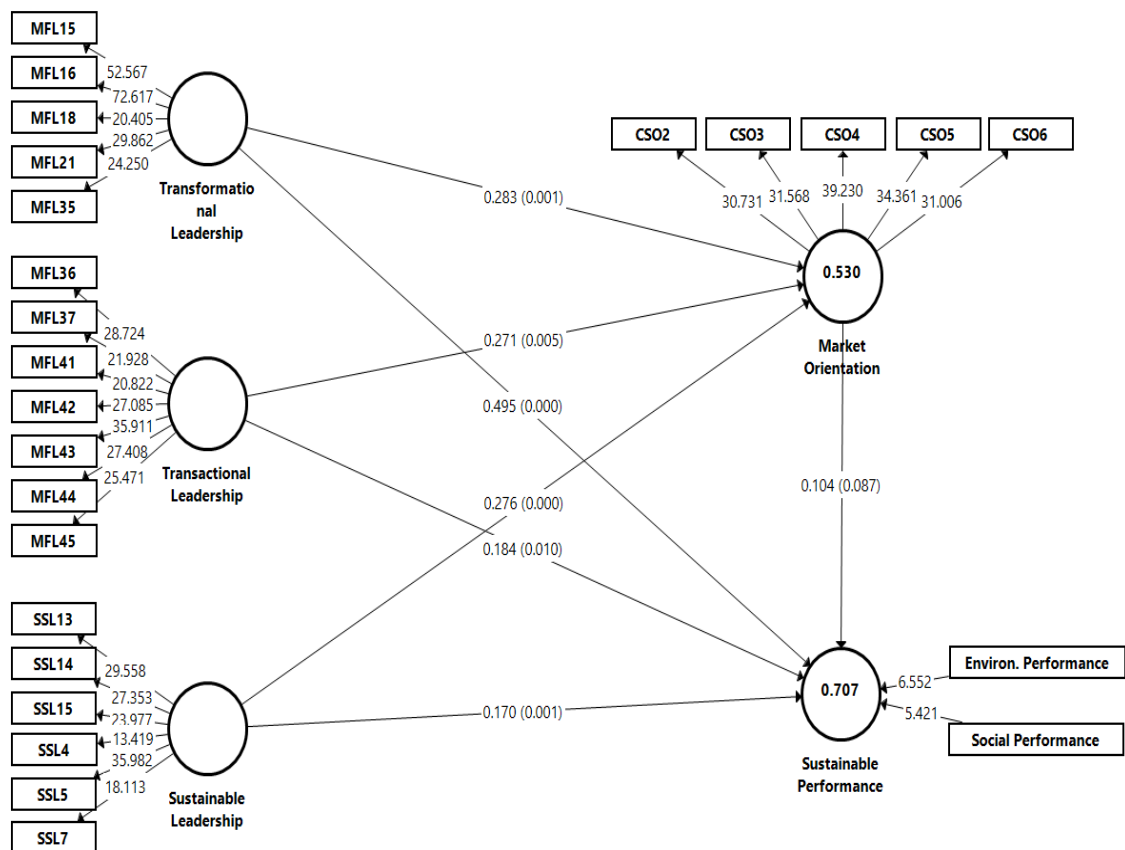 MFL15
52.567
MFL16
72.617
MFL18
20.405
29.862
MFL21
24.250
MFL35
Transformatio
nal
Leadership
MFL36
MFL37
28.724
21.928
MFL41
20.822
MFL42
27.085
35.911
MFL43
27.408
25.471
MFL44
MFL45
Transactional
Leadership
SSL13
SSL14
29.558
27.353
SSL15
23.977
13.419
SSL4
35.982
SSL5
18.113
SSL7
Sustainable
Leadership
0.283 (0.001)
0.271 (0.005)
0.495 (0.000)
0.276 (0.000)
0.184 (0.010)
0.170 (0.001)
CSO2
CSO3
CSO4
CSO5
CSO6
30.731
31.568
39.230
34.361
31.006
0.530
Market
Orientation
0.104 (0.087)
0.707
Sustainable
Performance
6.552
5.421
Environ. Performance
Social Performance